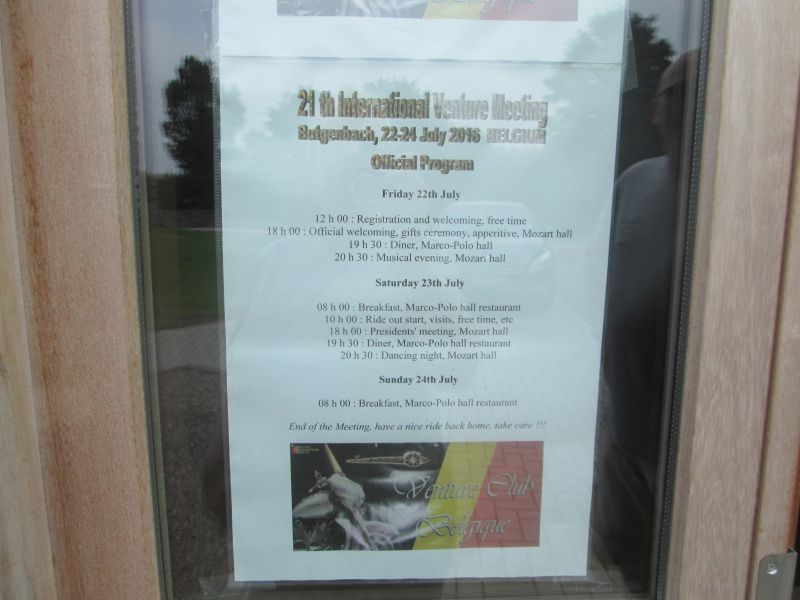 Belgique
21 th International Venture Meeting
Butgenbach, 22-24 July 2016 BELGIUM
Official Program
Friday 22th July
12 h 00 : Registration and welcoming, free time
18 h 00 : Official welcoming, gifts ceremony, apperitive, Mozart hall
19 h 30 : Diner, Marco-Polo hall
20 h 30 : Musical evening, Mozart hall
Saturday 23th July
08 h 00 : Breakfast, Marco-Polo hall restaurant
10 h 00 : Ride out start, visits, free time, etc
18 h 00 : Presidents' meeting, Mozart hall
19 h 30 : Diner, Marco-Polo hall restaurant
20 h 30 : Dancing night, Mozart hall
Sunday 24th July
08 h 00 : Breakfast, Marco-Polo hall restaurant
End of the Meeting, have a nice ride back home, take care !!!
Venture Club
Belgique